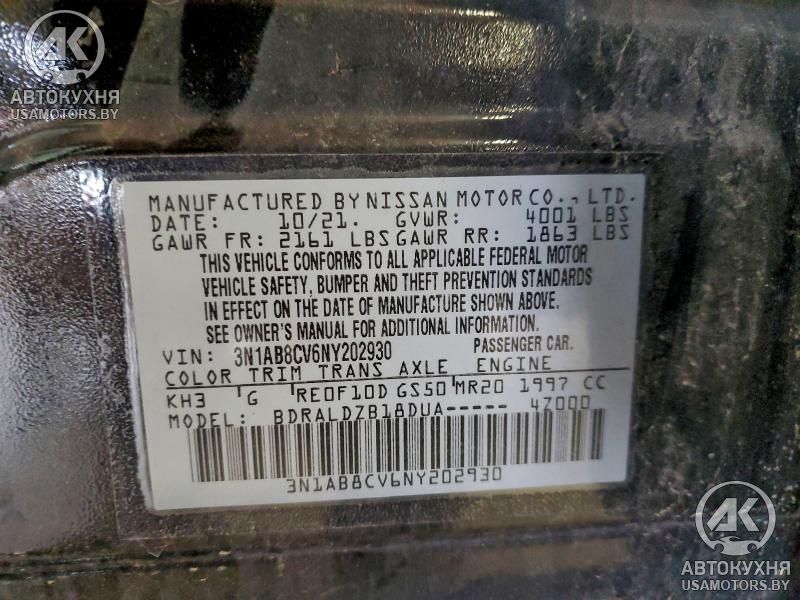 АК
АВТОКУХНЯ
USAMOTORS.BY
MANUFACTURED BY NISSAN MOTOR CO., LTD.
DATE: 10/21. GVWR: 4001 LBS
GAWR FR: 2161 LBS GAWR RR: 1863 LBS
THIS VEHICLE CONFORMS TO ALL APPLICABLE FEDERAL MOTOR
VEHICLE SAFETY, BUMPER AND THEFT PREVENTION STANDARDS
IN EFFECT ON THE DATE OF MANUFACTURE SHOWN ABOVE.
SEE OWNER'S MANUAL FOR ADDITIONAL INFORMATION.
VIN: 3N1AB8CV6NY202930 PASSENGER CAR.
COLOR TRIM TRANS AXLE ENGINE
KH3 G RE0F10D GS50 MR20 1997 CC
MODEL: BDRALDZB18DUA----- 4Z000
3N1AB8CV6NY202930
АК
АВТОКУХНЯ
USAMOTORS.BY